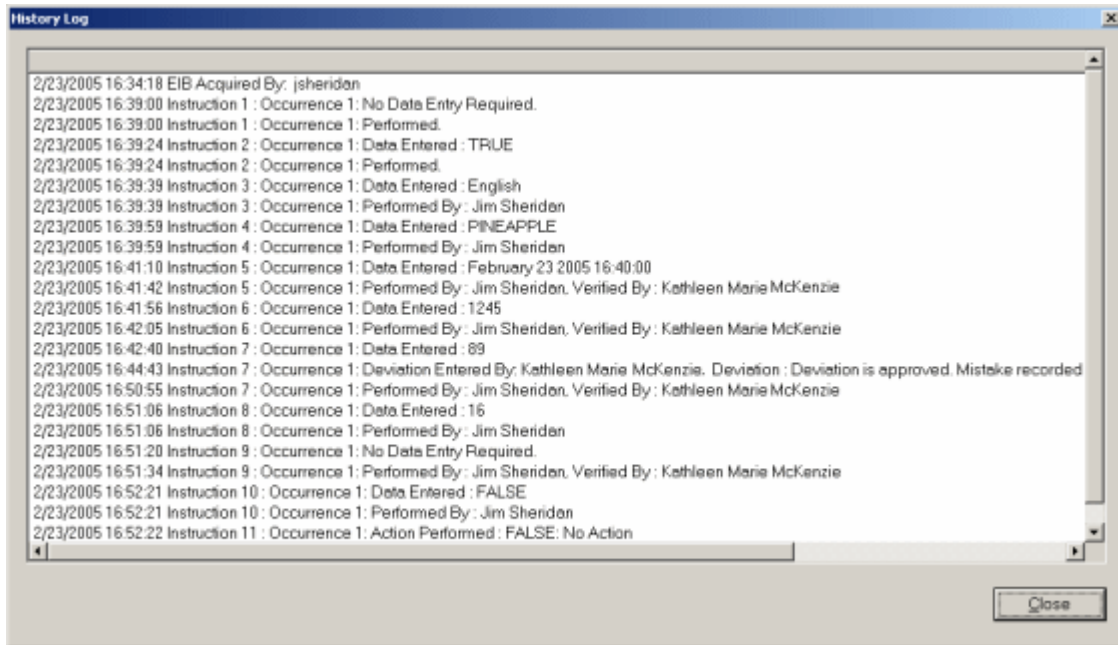 History Log
2/23/2005 16:34:18 EIB Acquired By: jsheridan
2/23/2005 16:39:00 Instruction 1 : Occurrence 1: No Data Entry Required.
2/23/2005 16:39:00 Instruction 1 : Occurrence 1: Performed.
2/23/2005 16:39:24 Instruction 2 : Occurrence 1: Data Entered : TRUE
2/23/2005 16:39:24 Instruction 2 : Occurrence 1: Performed.
2/23/2005 16:39:39 Instruction 3 : Occurrence 1: Data Entered : English
2/23/2005 16:39:39 Instruction 3 : Occurrence 1: Performed By : Jim Sheridan
2/23/2005 16:39:59 Instruction 4 : Occurrence 1: Data Entered : PINEAPPLE
2/23/2005 16:39:59 Instruction 4 : Occurrence 1: Performed By : Jim Sheridan
2/23/2005 16:41:10 Instruction 5 : Occurrence 1: Data Entered : February 23 2005 16:40:00
2/23/2005 16:41:42 Instruction 5 : Occurrence 1: Performed By : Jim Sheridan, Verified By : Kathleen Marie McKenzie
2/23/2005 16:41:56 Instruction 6 : Occurrence 1: Data Entered : 1245
2/23/2005 16:42:05 Instruction 6 : Occurrence 1: Performed By : Jim Sheridan, Verified By : Kathleen Marie McKenzie
2/23/2005 16:42:40 Instruction 7 : Occurrence 1: Data Entered : 89
2/23/2005 16:44:43 Instruction 7 : Occurrence 1: Deviation Entered By: Kathleen Marie McKenzie. Deviation : Deviation is approved. Mistake recorded
2/23/2005 16:50:55 Instruction 7 : Occurrence 1: Performed By : Jim Sheridan, Verified By : Kathleen Marie McKenzie
2/23/2005 16:51:06 Instruction 8 : Occurrence 1: Data Entered : 16
2/23/2005 16:51:06 Instruction 8 : Occurrence 1: Performed By : Jim Sheridan
2/23/2005 16:51:20 Instruction 9 : Occurrence 1: No Data Entry Required.
2/23/2005 16:51:34 Instruction 9 : Occurrence 1: Performed By : Jim Sheridan, Verified By : Kathleen Marie McKenzie
2/23/2005 16:52:21 Instruction 10 : Occurrence 1: Data Entered : FALSE
2/23/2005 16:52:21 Instruction 10 : Occurrence 1: Performed By : Jim Sheridan
2/23/2005 16:52:22 Instruction 11 : Occurrence 1: Action Performed : FALSE: No Action
Close